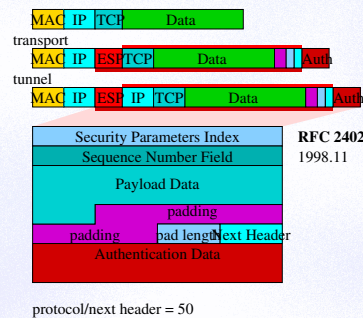 MAC IP TCP Data
transport
MAC IP ESP TCP Data Auth
tunnel
MAC IP ESP IP TCP Data Auth
Security Parameters Index RFC 2402
Sequence Number Field 1998.11
Payload Data
padding
padding pad length Next Header
Authentication Data
protocol/next header = 50